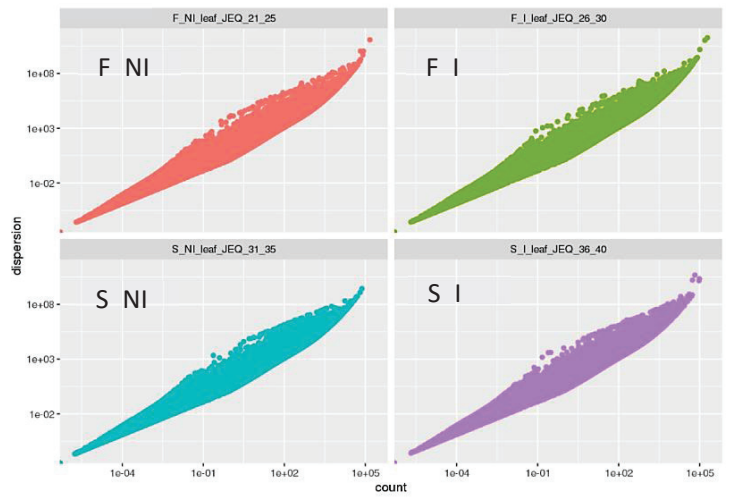 F_NI_leaf_JEQ_21_25
F_I_leaf_JEQ_26_30
F NI
F I
1e+08
1e+03
1e-02
dispersion
S_NI_leaf_JEQ_31_35
S_I_leaf_JEQ_36_40
S NI
S I
1e+08
1e+03
1e-02
1e-04 1e-01 1e+02 1e+05
1e-04 1e-01 1e+02 1e+05
count